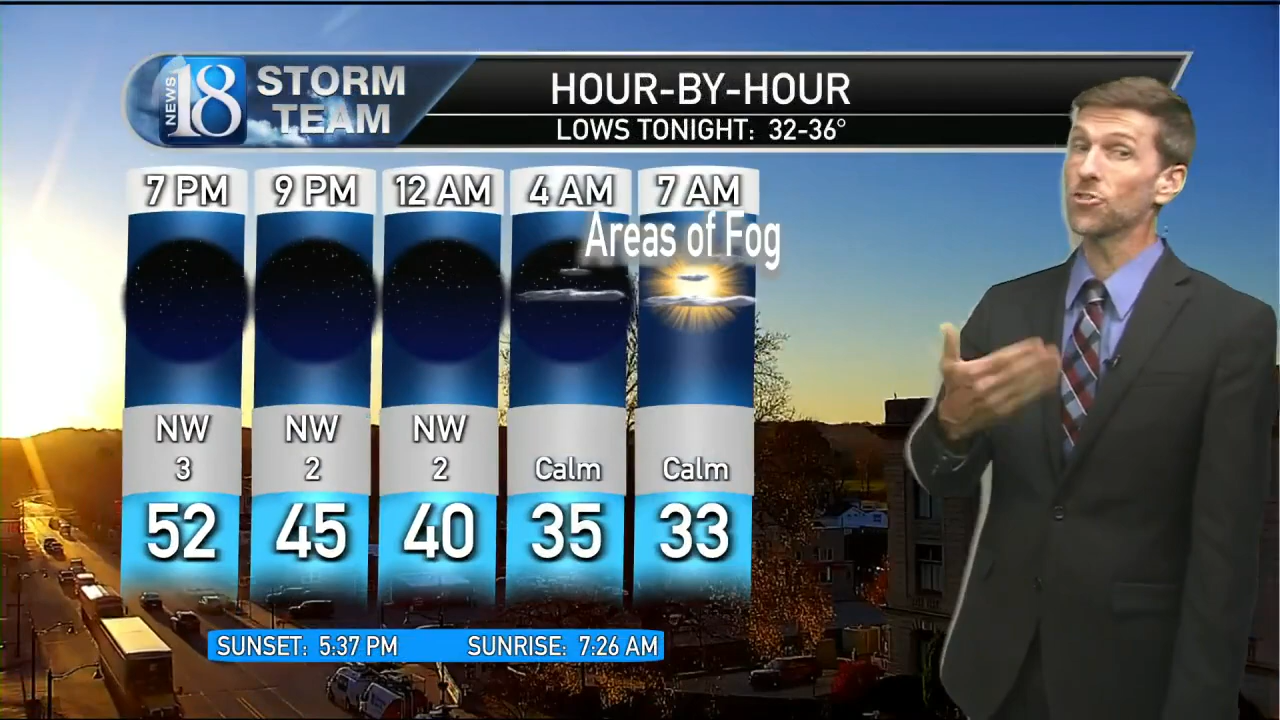 NEWS 18 STORM TEAM
HOUR-BY-HOUR
LOWS TONIGHT: 32-36°
7 PM 9 PM 12 AM 4 AM 7 AM
Areas of Fog
NW NW NW
3 2 2 Calm Calm
52 45 40 35 33
SUNSET: 5:37 PM SUNRISE: 7:26 AM